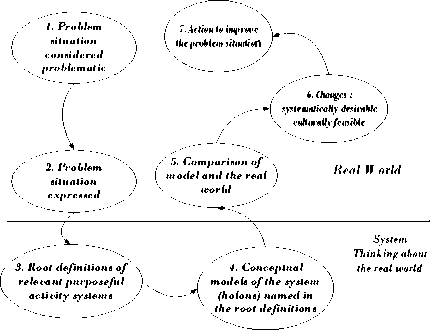 1. Problem
situation
considered
problematic
7. Action to improve
the problem situation
6. Changes :
systematically desirable
culturally feasible
5. Comparison of
model and the real
world
Real World
2. Problem
situation
expressed
System
Thinking about
the real world
3. Root definitions of
relevant purposeful
activity systems
4. Conceptual
models of the system
(holons) named in
the root definitions